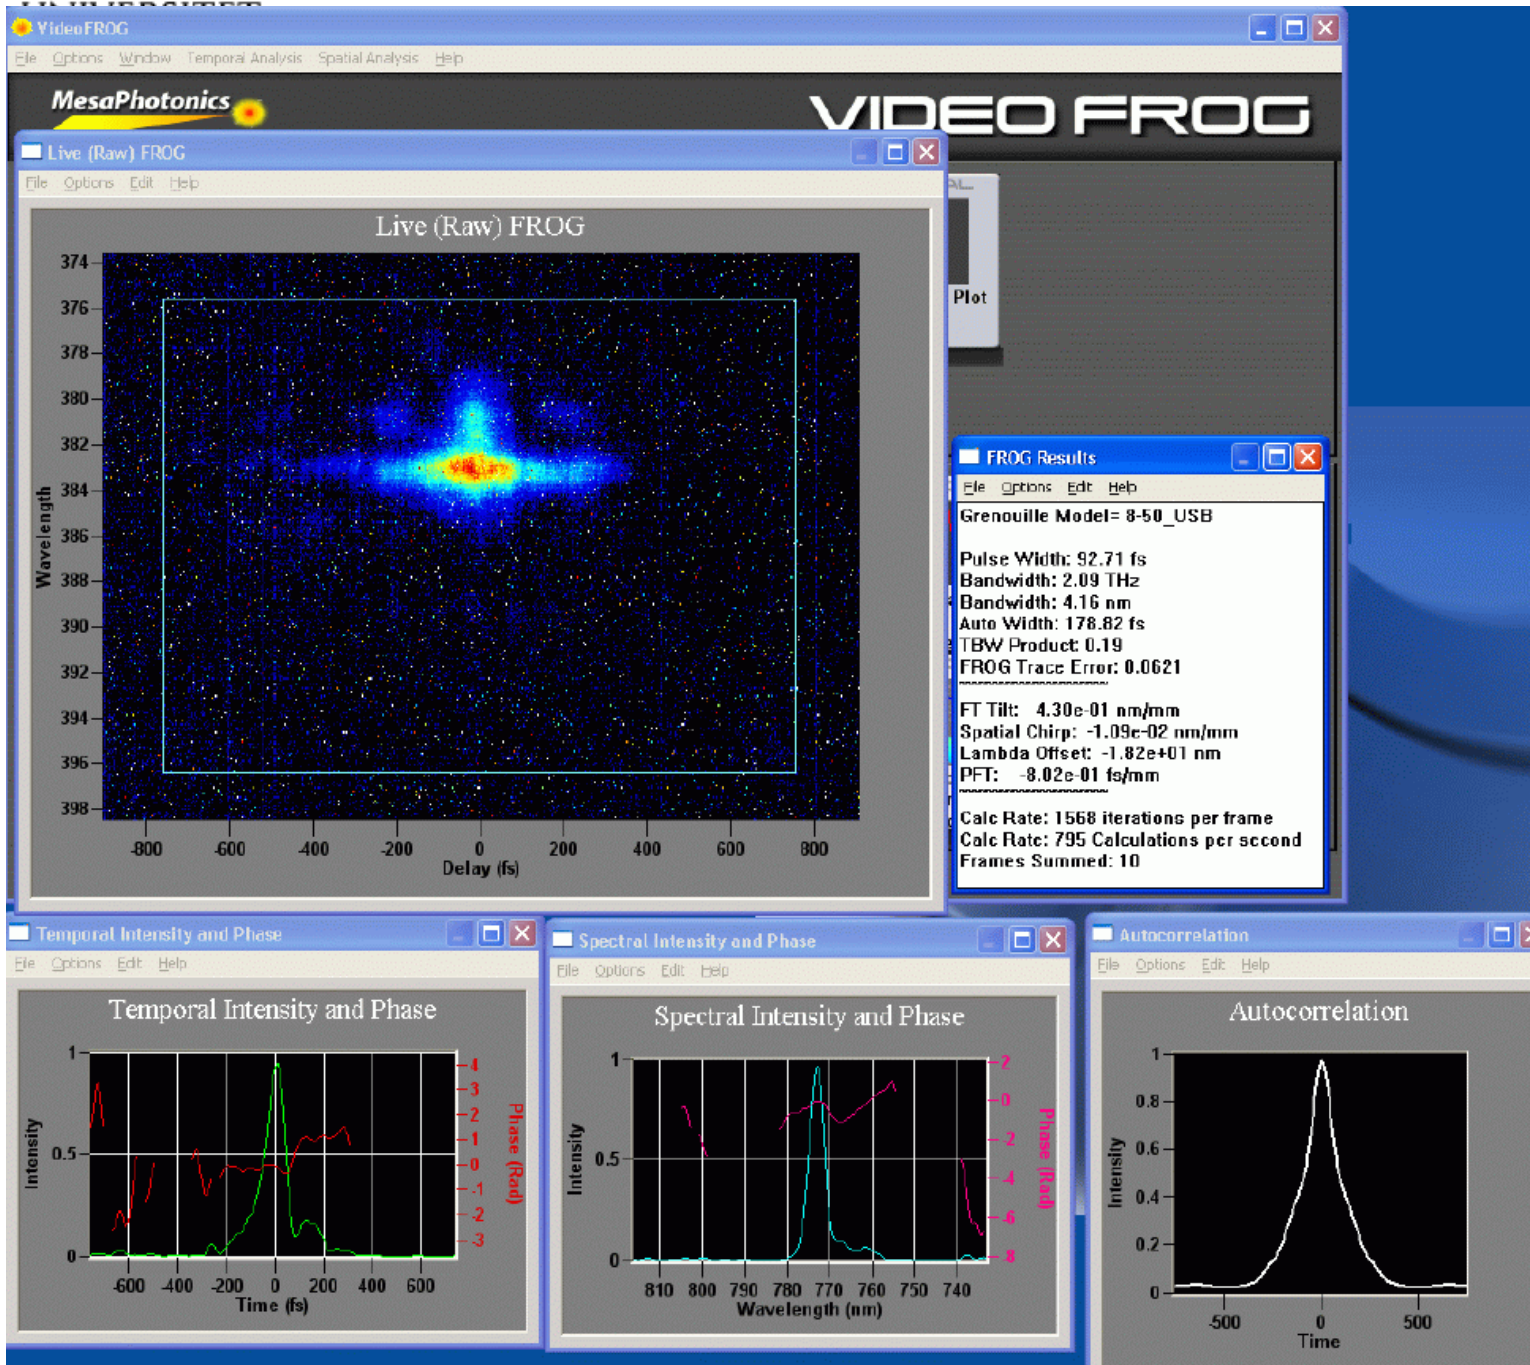 UNIVERSITET
VideoFROG
File Options Window Temporal Analysis Spatial Analysis Help
MesaPhotonics
VIDEO FROG
Live (Raw) FROG
File Options Edit Help
Live (Raw) FROG
374
376
378
380
382
384
386
388
390
392
394
396
398
Wavelength
-800 -600 -400 -200 0 200 400 600 800
Delay (fs)
Plot
FROG Results
File Options Edit Help
Grenouille Model= 8-50_USB
Pulse Width: 92.71 fs
Bandwidth: 2.09 THz
Bandwidth: 4.16 nm
Auto Width: 178.82 fs
TBW Product: 0.19
FROG Trace Error: 0.0621
~~~~~~~~~~~~~~~~~~~~
FT Tilt: 4.30e-01 nm/mm
Spatial Chirp: -1.09e-02 nm/mm
Lambda Offset: -1.82e+01 nm
PFT: -8.02e-01 fs/mm
~~~~~~~~~~~~~~~~~~~~
Calc Rate: 1568 iterations per frame
Calc Rate: 795 Calculations per second
Frames Summed: 10
Temporal Intensity and Phase
File Options Edit Help
Temporal Intensity and Phase
1
0.5
0
Intensity
4
3
2
1
0
-1
-2
-3
Phase (Rad)
-600 -400 -200 0 200 400 600
Time (fs)
Spectral Intensity and Phase
File Options Edit Help
Spectral Intensity and Phase
1
0.5
0
Intensity
2
0
-2
-4
-6
-8
Phase (Rad)
810 800 790 780 770 760 750 740
Wavelength (nm)
Autocorrelation
File Options Edit Help
Autocorrelation
1
0.8
0.6
0.4
0.2
0
Intensity
-500 0 500
Time